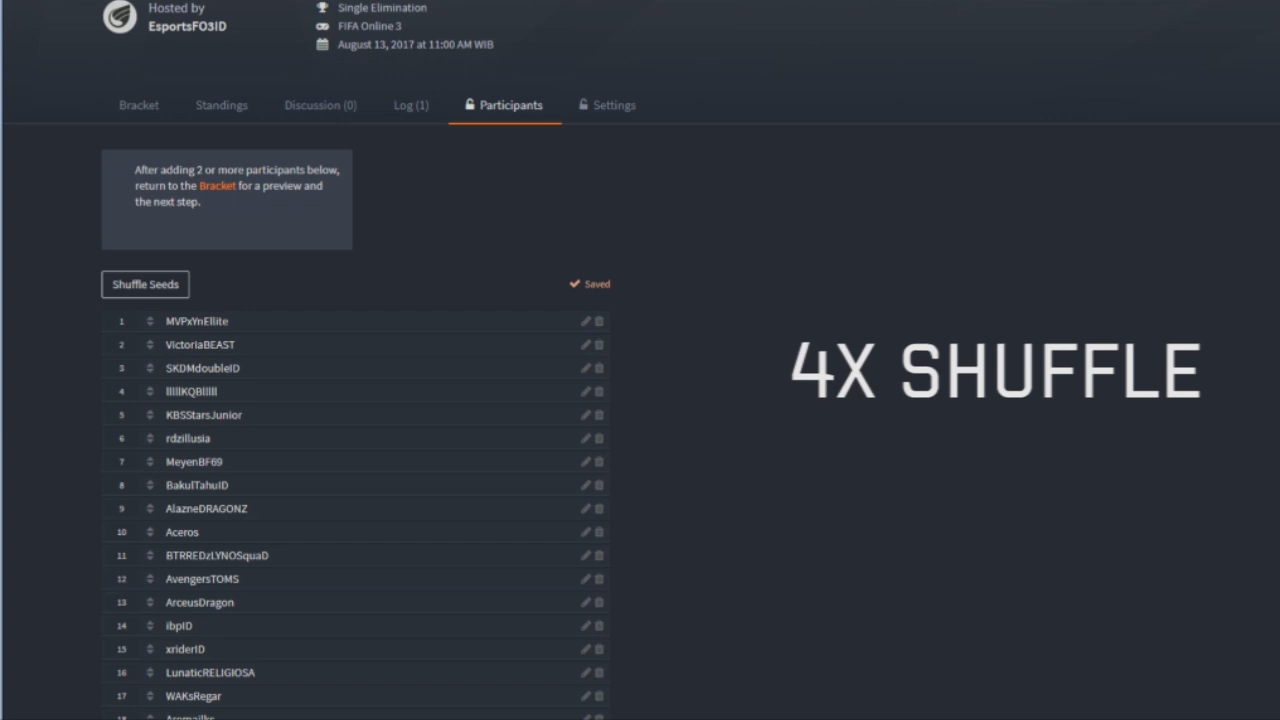 Hosted by
EsportsFO3ID
Single Elimination
FIFA Online 3
August 13, 2017 at 11:00 AM WIB
Bracket Standings Discussion (0) Log (1) Participants Settings
After adding 2 or more participants below,
return to the Bracket for a preview and
the next step.
Shuffle Seeds
Saved
1 MVPxYnEllite
2 VictoriaBEAST
3 SKDMdoubleID
4 lllllKQBlllll
5 KBSStarsJunior
6 rdzillusia
7 MeyenBF69
8 BakulTahuID
9 AlazneDRAGONZ
10 Aceros
11 BTRREDzLYNOSquaD
12 AvengersTOMS
13 ArceusDragon
14 ibpID
15 xriderID
16 LunaticRELIGIOSA
17 WAKsRegar
18
4X SHUFFLE